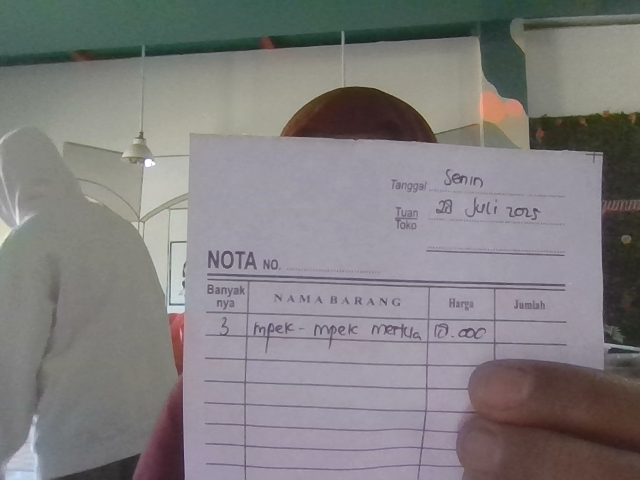 Tanggal Senin
Tuan 28 Juli 2025
Toko
NOTA NO.
Banyak nya NAMA BARANG Harga Jumlah
3 mpek - mpek mertua 10.000